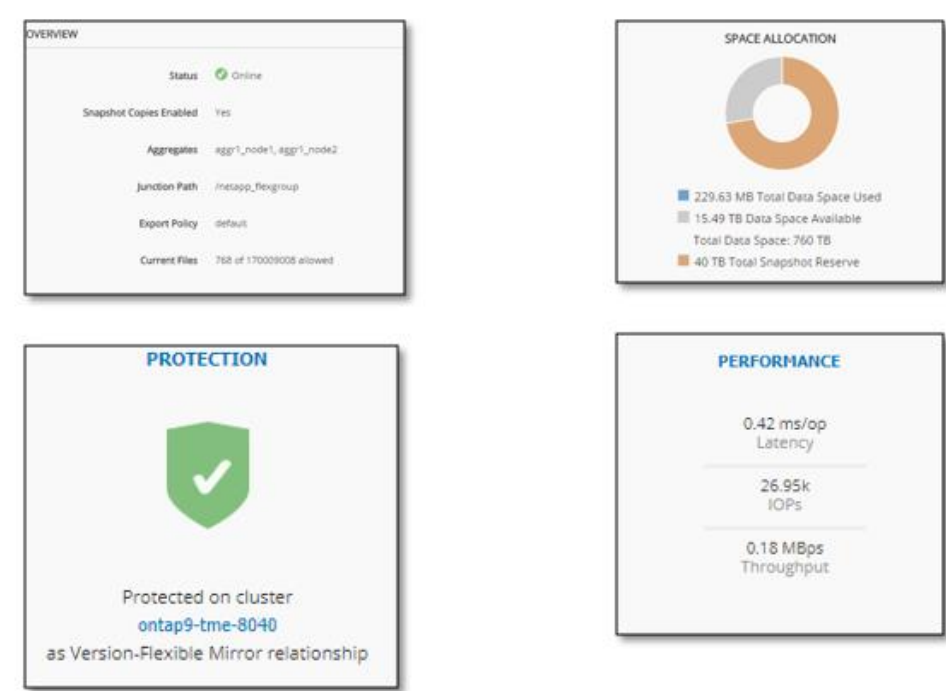 OVERVIEW
Status Online
Snapshot Copies Enabled Yes
Aggregates aggr1_node1, aggr1_node2
Junction Path /netapp_flexgroup
Export Policy default
Current Files 768 of 170009008 allowed
SPACE ALLOCATION
229.63 MB Total Data Space Used
15.49 TB Data Space Available
Total Data Space: 760 TB
40 TB Total Snapshot Reserve
PROTECTION
Protected on cluster
ontap9-tme-8040
as Version-Flexible Mirror relationship
PERFORMANCE
0.42 ms/op
Latency
26.95k
IOPs
0.18 MBps
Throughput